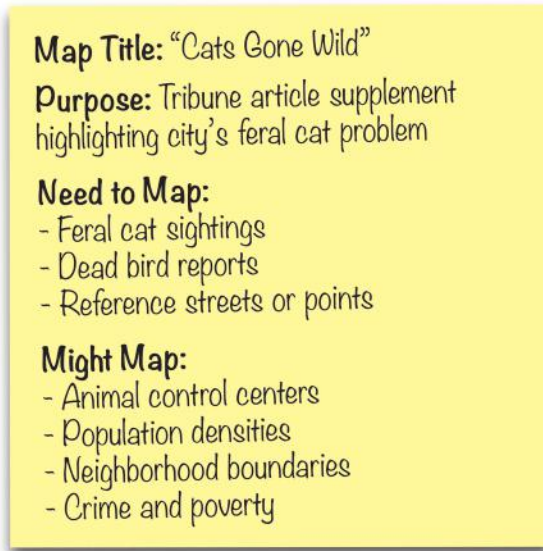 Map Title: “Cats Gone Wild”
Purpose: Tribune article supplement
highlighting city’s feral cat problem
Need to Map:
- Feral cat sightings
- Dead bird reports
- Reference streets or points
Might Map:
- Animal control centers
- Population densities
- Neighborhood boundaries
- Crime and poverty